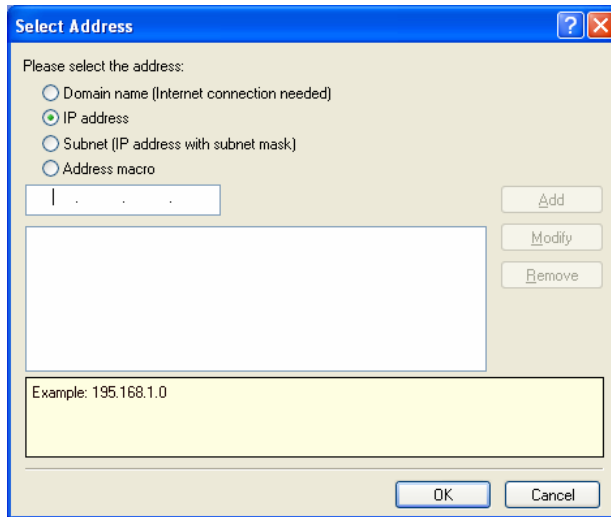 Select Address
Please select the address:
Domain name (Internet connection needed)
IP address
Subnet (IP address with subnet mask)
Address macro
. . .
Add
Modify
Remove
Example: 195.168.1.0
OK
Cancel